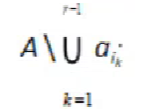 r-1
A \ ∪ a_{i_k}
k=1